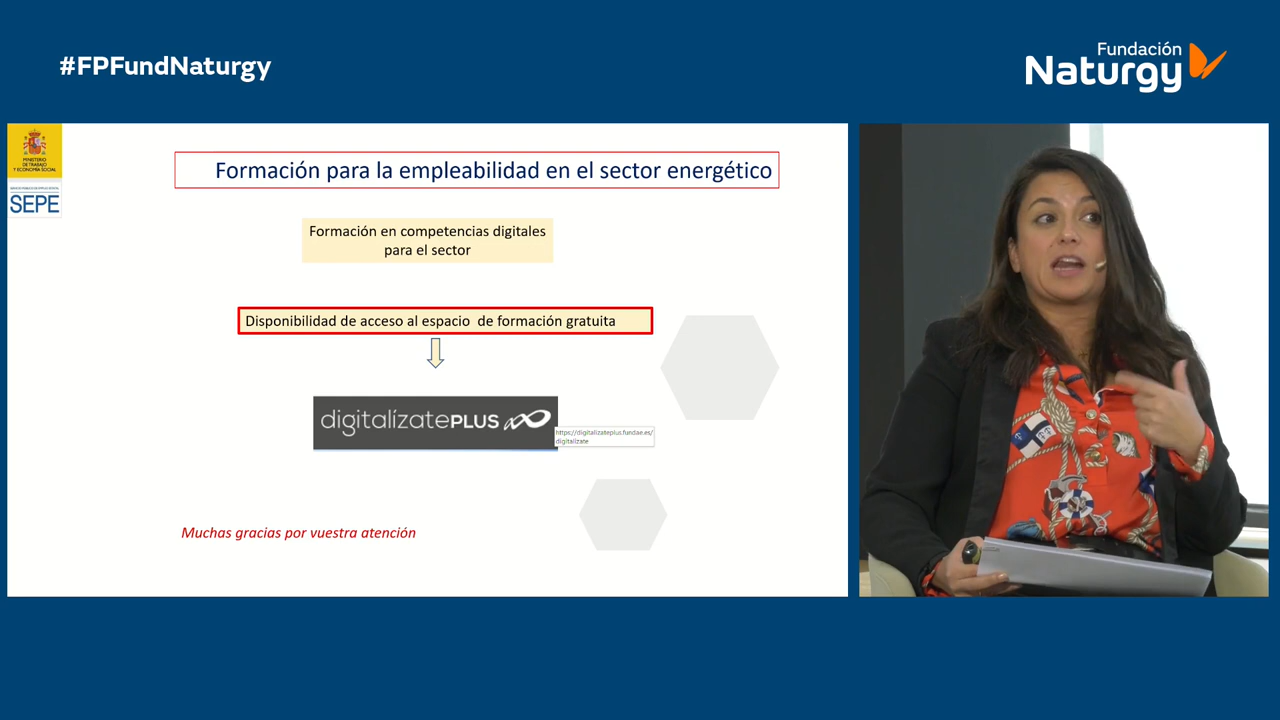 #FPFundNaturgy
Fundación
Naturgy
MINISTERIO
DE TRABAJO
Y ECONOMÍA SOCIAL
SEPE
Formación para la empleabilidad en el sector energético
Formación en competencias digitales
para el sector
Disponibilidad de acceso al espacio de formación gratuita
digitalízatePLUS
https://digitalizateplus.fundae.es/
digitalizate
Muchas gracias por vuestra atención